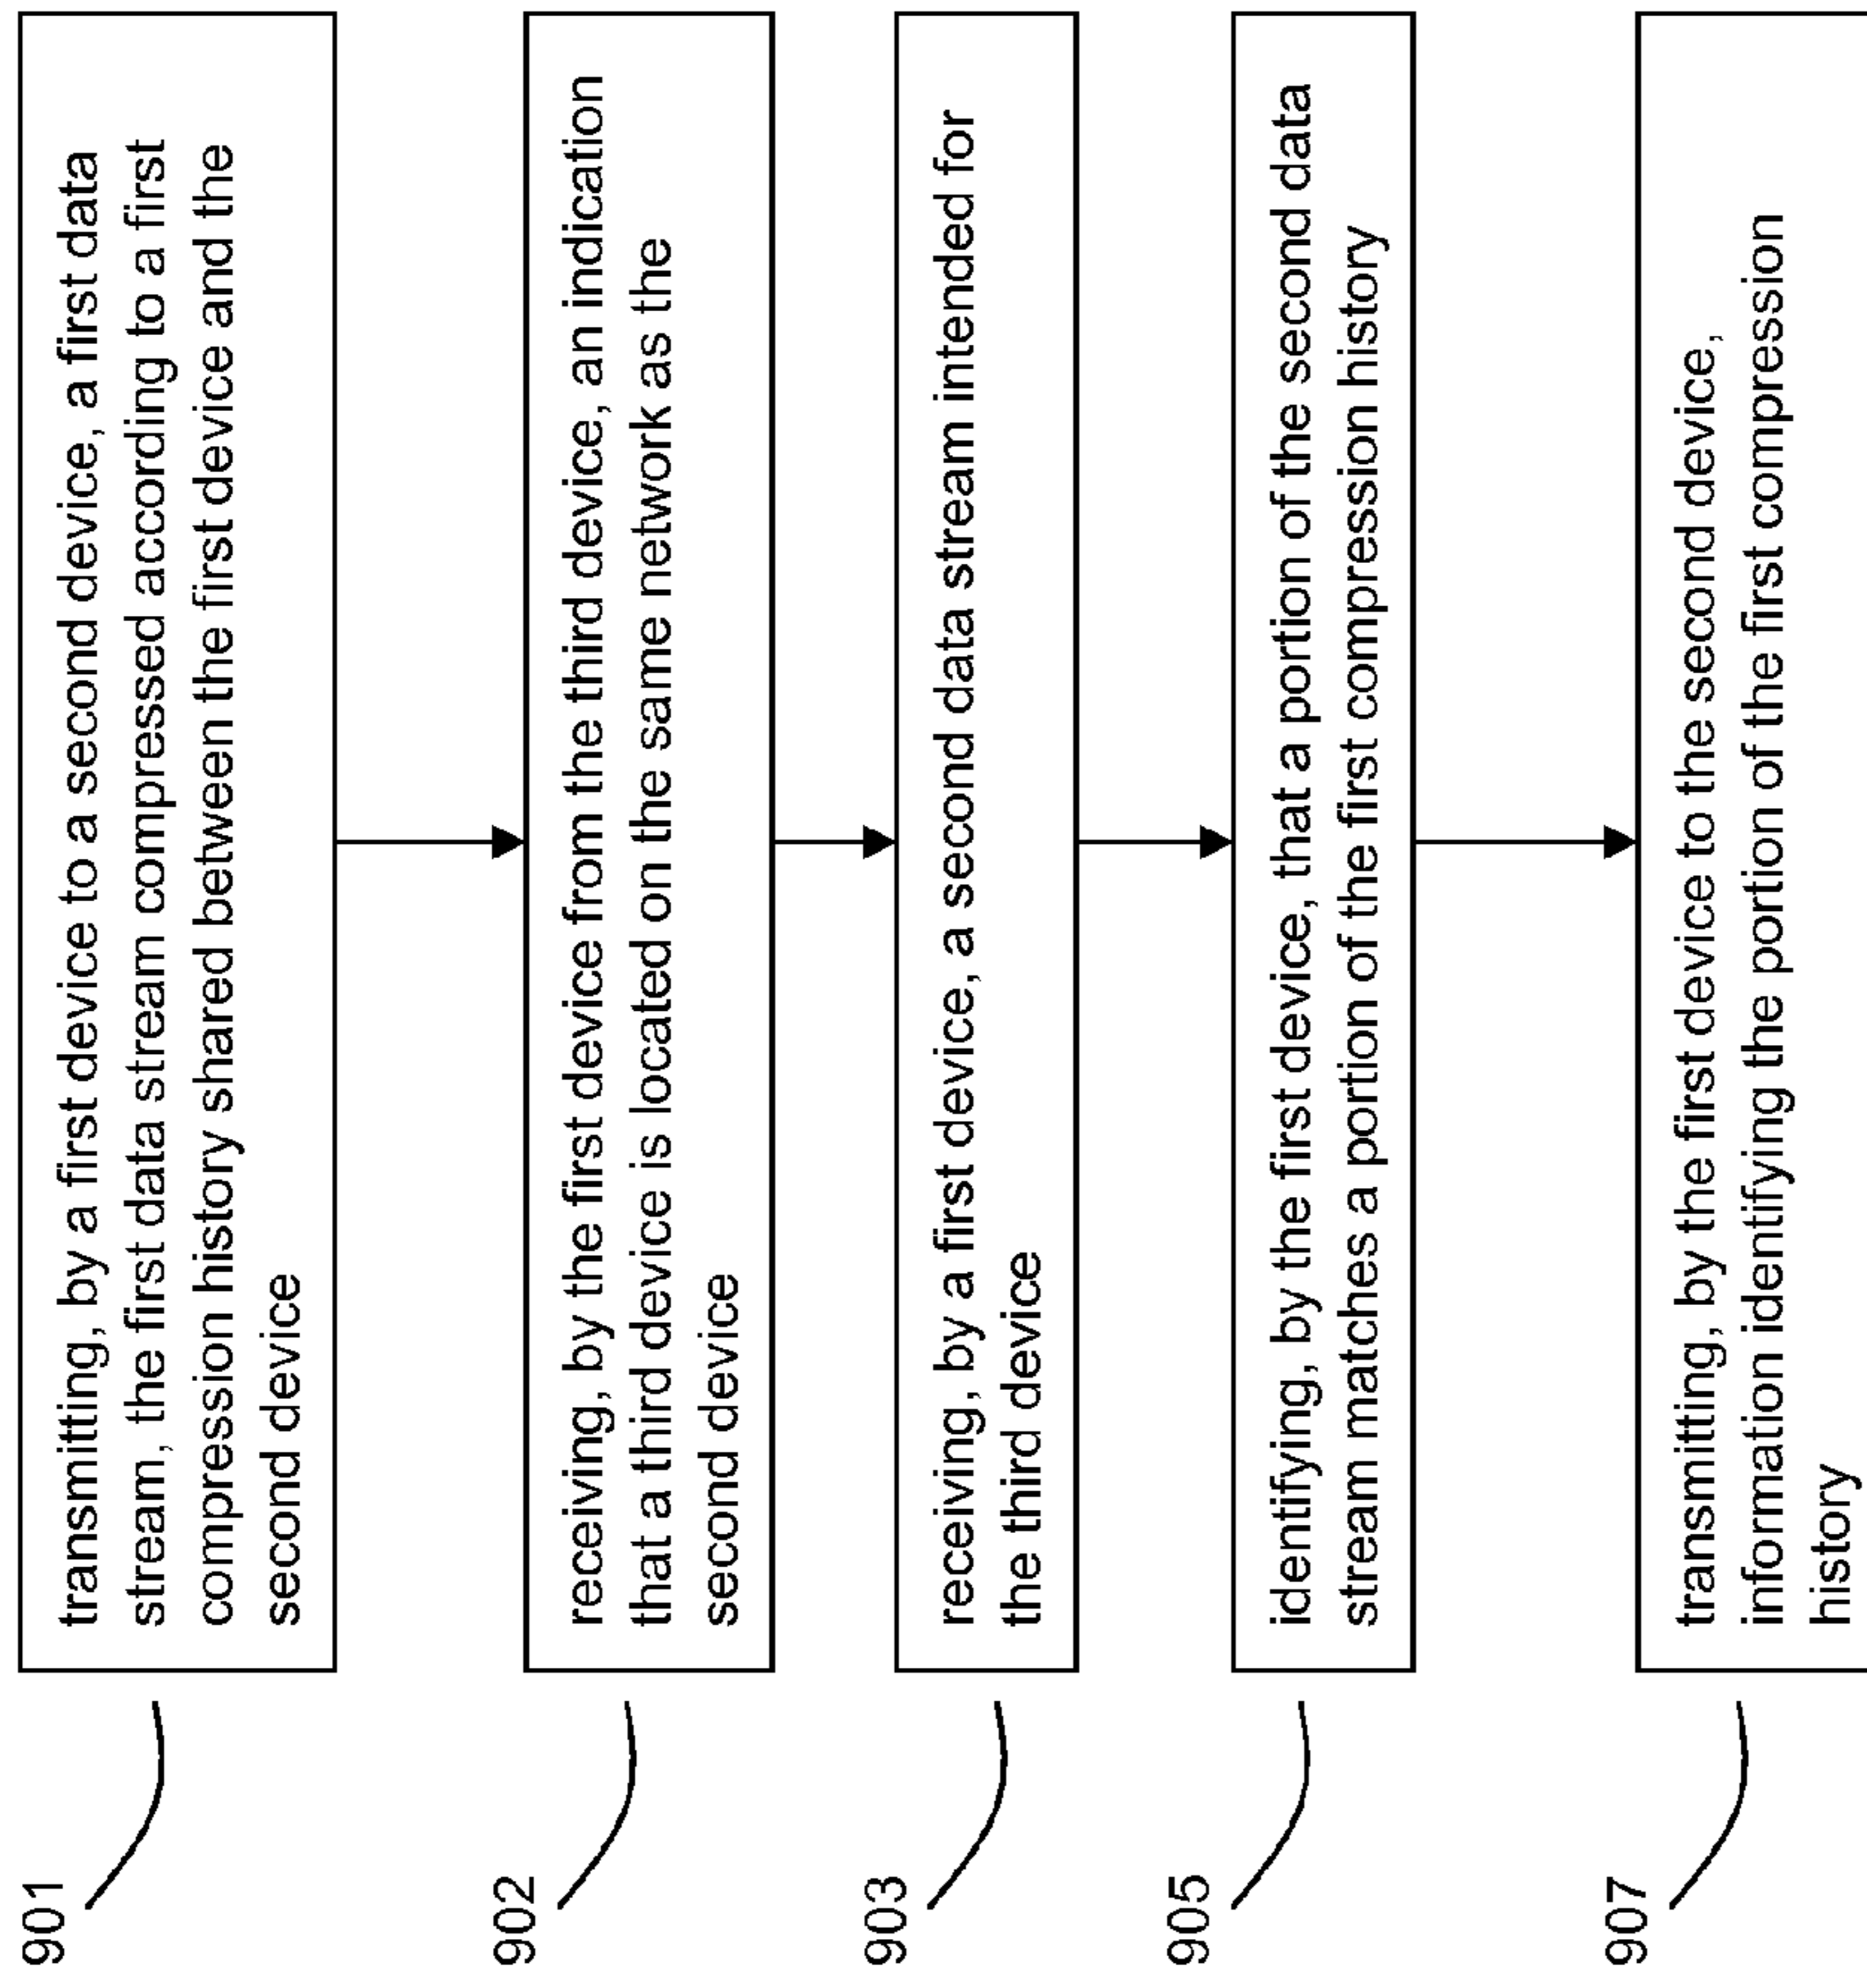 901
transmitting, by a first device to a second device, a first data
stream, the first data stream compressed according to a first
compression history shared between the first device and the
second device
902
receiving, by the first device from the third device, an indication
that a third device is located on the same network as the
second device
903
receiving, by a first device, a second data stream intended for
the third device
905
identifying, by the first device, that a portion of the second data
stream matches a portion of the first compression history
907
transmitting, by the first device to the second device,
information identifying the portion of the first compression
history